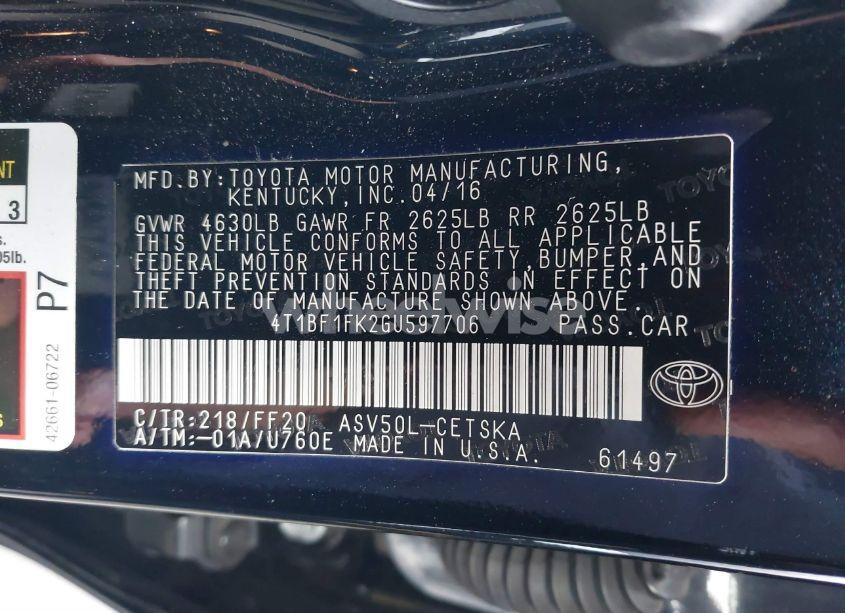 NT
3
s.
05lb.
P7
42661-06722
s
MFD.BY:TOYOTA MOTOR MANUFACTURING,
KENTUCKY,INC.04/16
GVWR 4630LB GAWR FR 2625LB RR 2625LB
THIS VEHICLE CONFORMS TO ALL APPLICABLE
FEDERAL MOTOR VEHICLE SAFETY,BUMPER,AND
THEFT PREVENTION STANDARDS IN EFFECT ON
THE DATE OF MANUFACTURE SHOWN ABOVE.
4T1BF1FK2GU597706 PASS.CAR
C/TR:218/FF20 ASV50L-CETSKA
A/TM:-01A/U760E MADE IN U.S.A. 61497